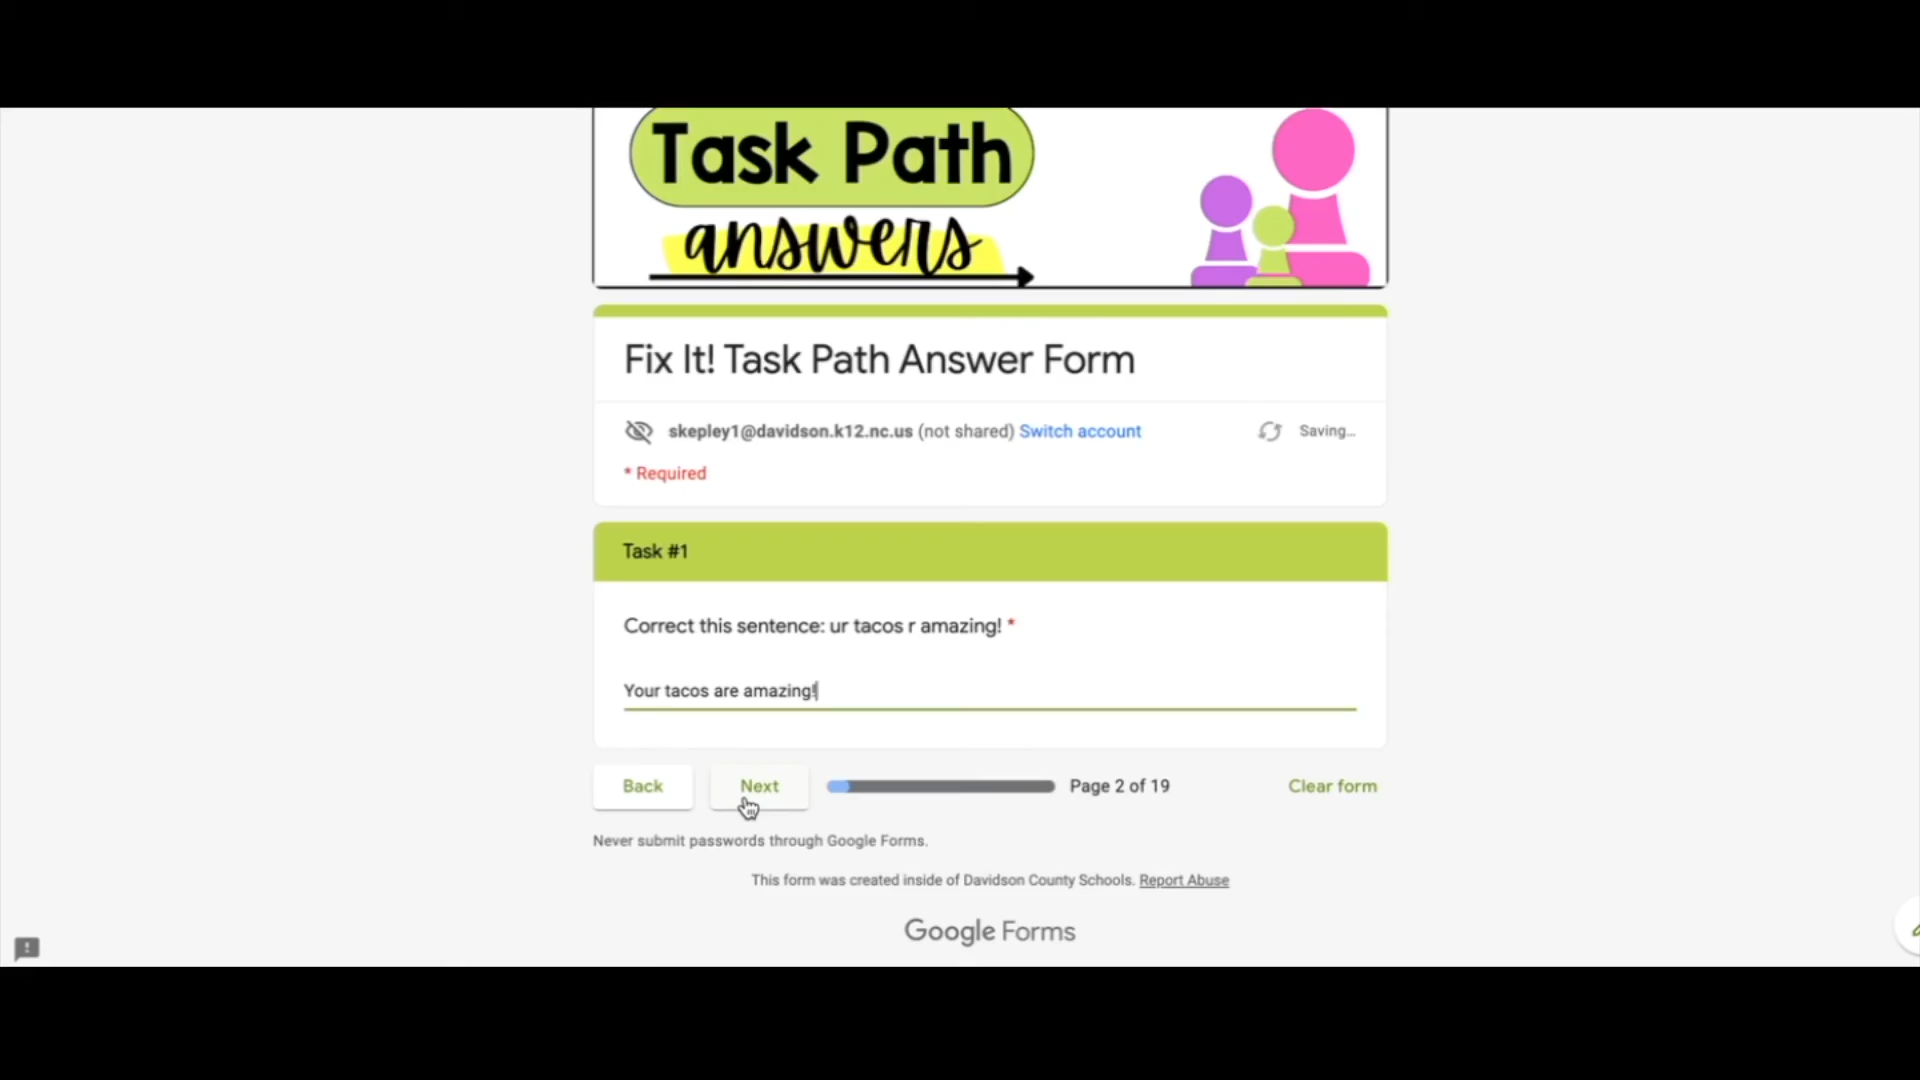 Task Path
answers
Fix It! Task Path Answer Form
skepley1@davidson.k12.nc.us (not shared) Switch account
Saving...
* Required
Task #1
Correct this sentence: ur tacos r amazing! *
Your tacos are amazing!
Back
Next
Page 2 of 19
Clear form
Never submit passwords through Google Forms.
This form was created inside of Davidson County Schools. Report Abuse
Google Forms